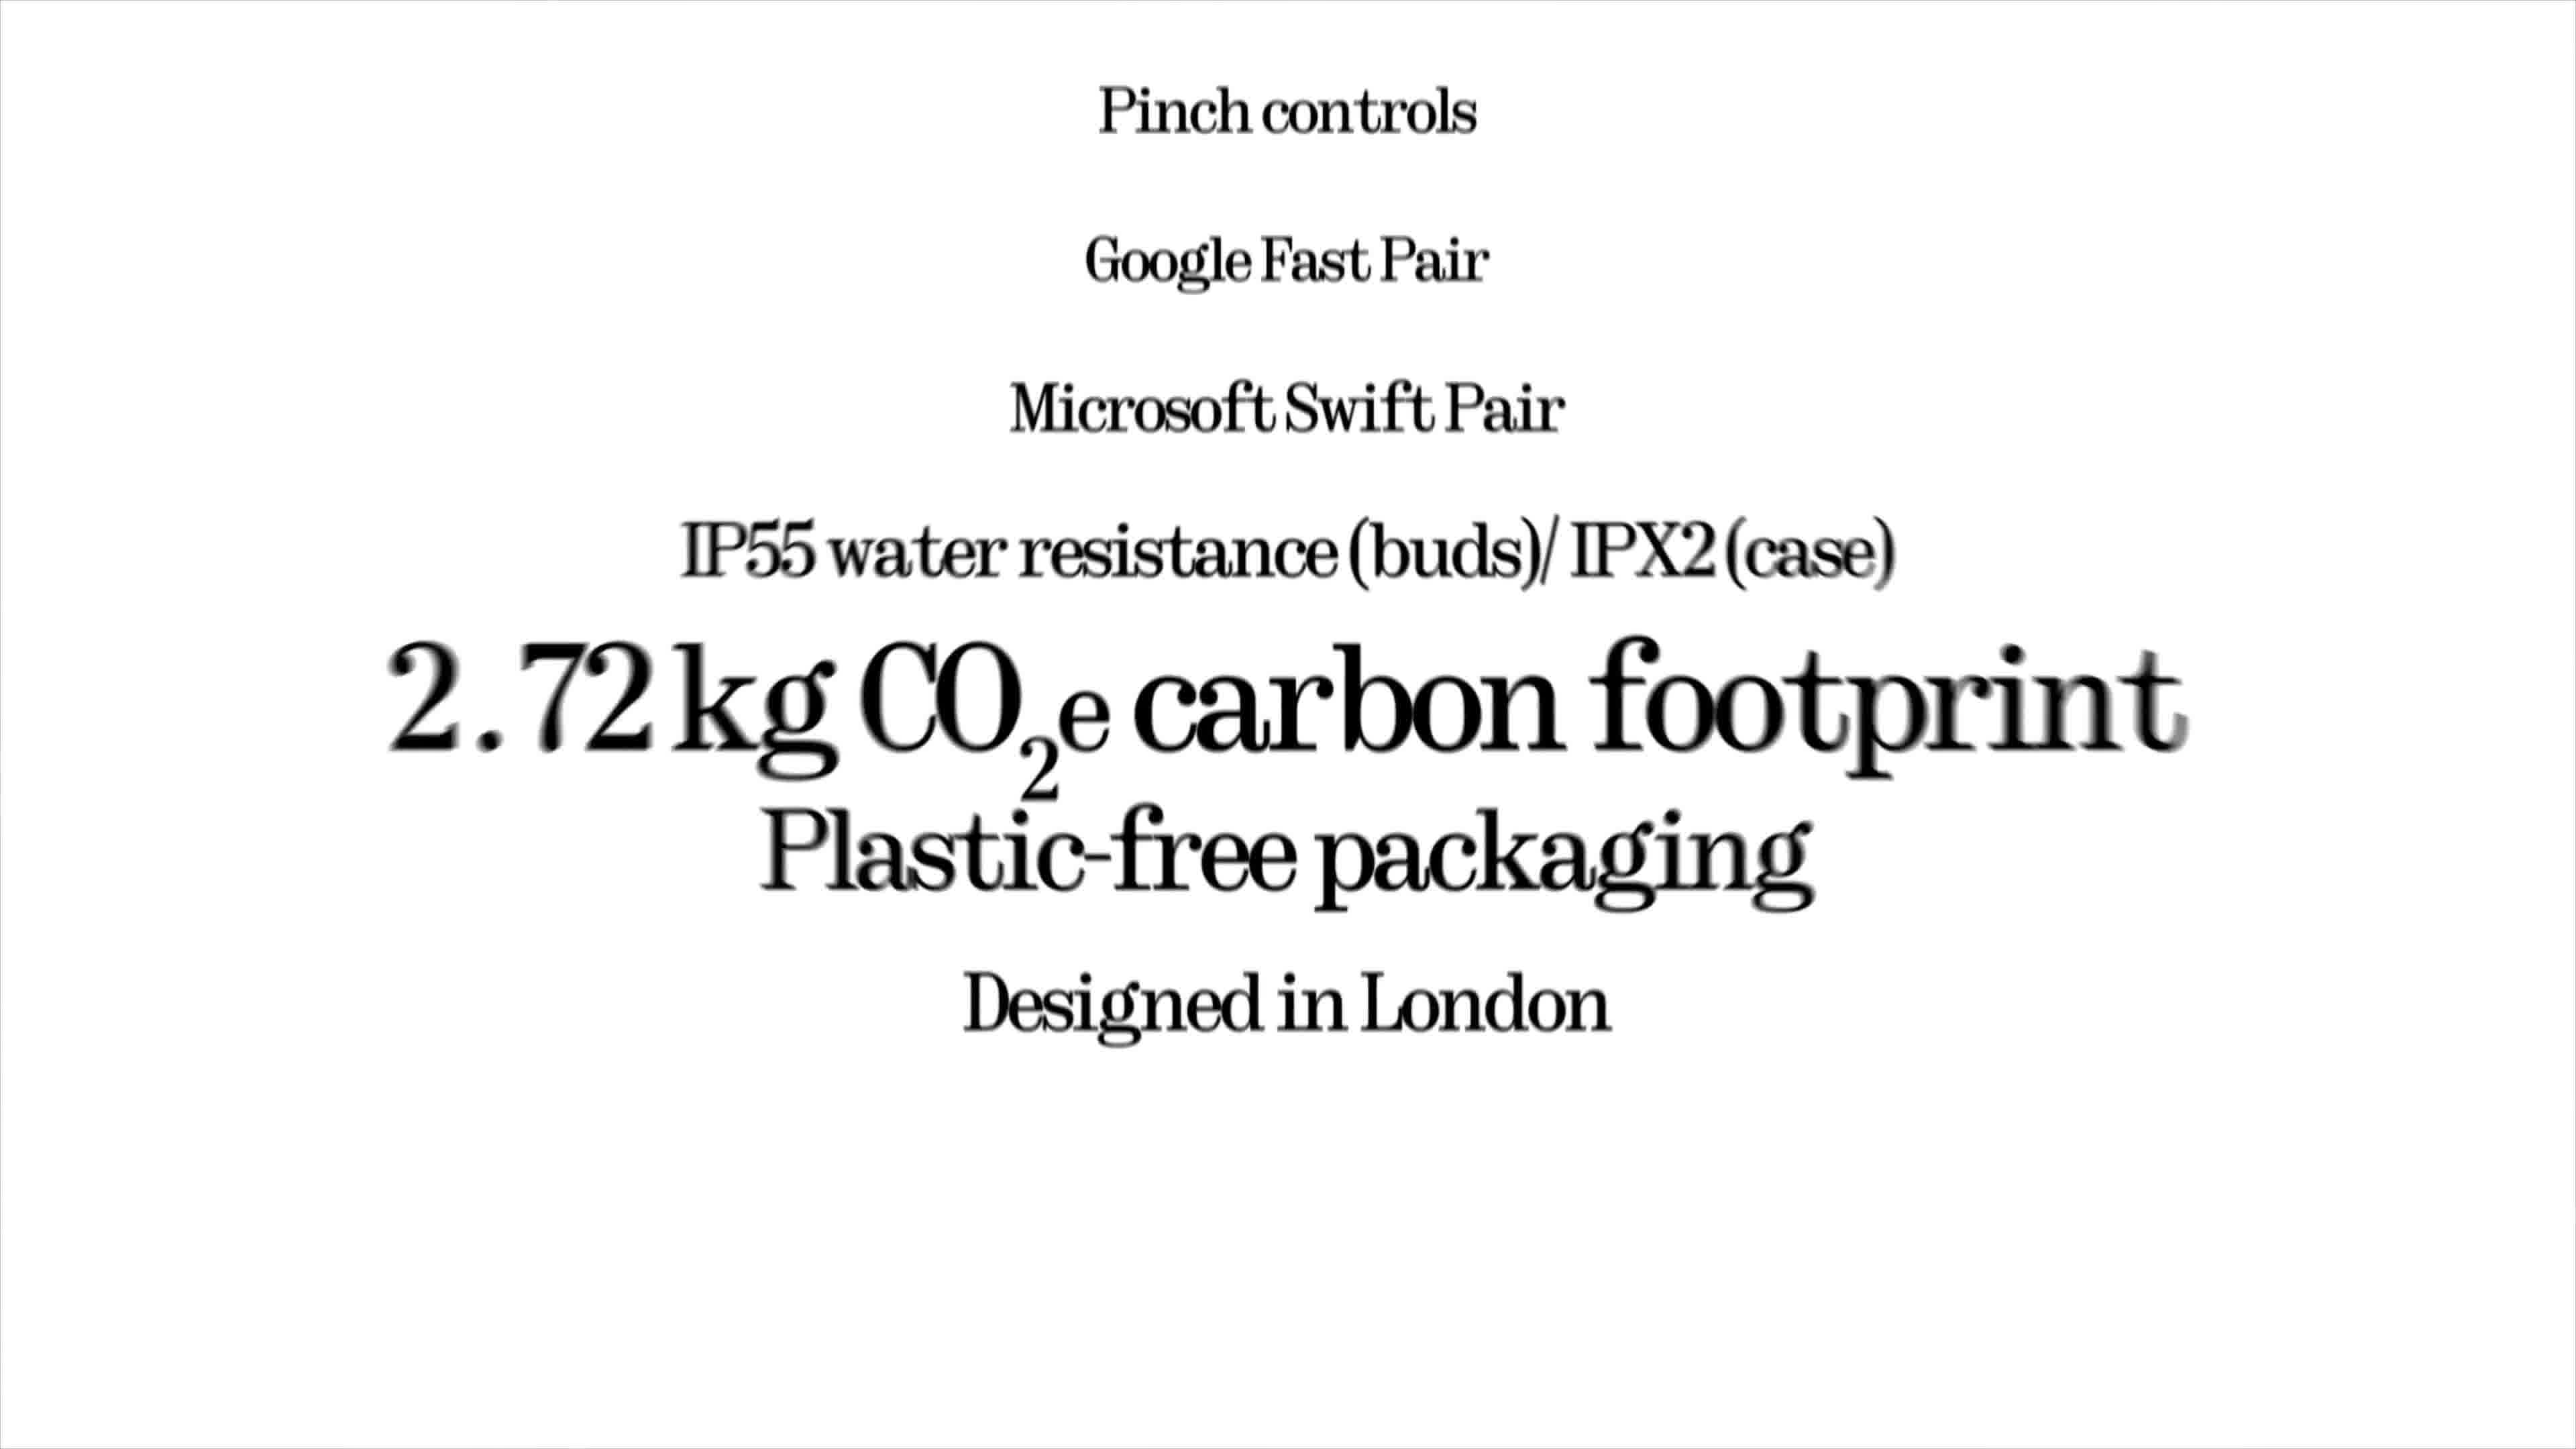 Pinch controls
Google Fast Pair
Microsoft Swift Pair
IP55 water resistance (buds)/ IPX2 (case)
2.72 kg CO₂e carbon footprint
Plastic-free packaging
Designed in London